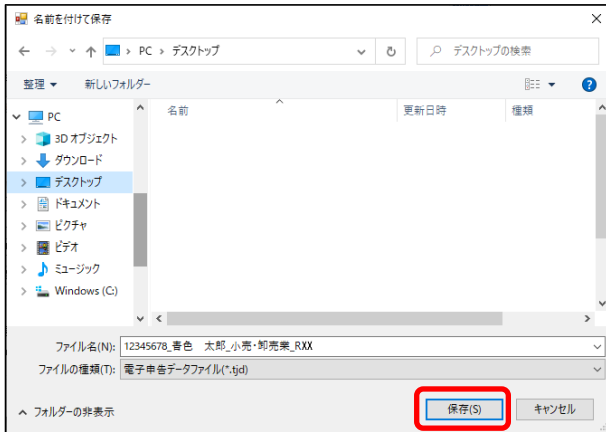 名前を付けて保存
PC › デスクトップ
デスクトップの検索
整理 新しいフォルダー
名前 更新日時 種類
PC
3D オブジェクト
ダウンロード
デスクトップ
ドキュメント
ピクチャ
ビデオ
ミュージック
Windows (C:)
ファイル名(N): 12345678_青色　太郎_小売・卸売業_RXX
ファイルの種類(T): 電子申告データファイル(*.tjd)
フォルダーの非表示
保存(S) キャンセル